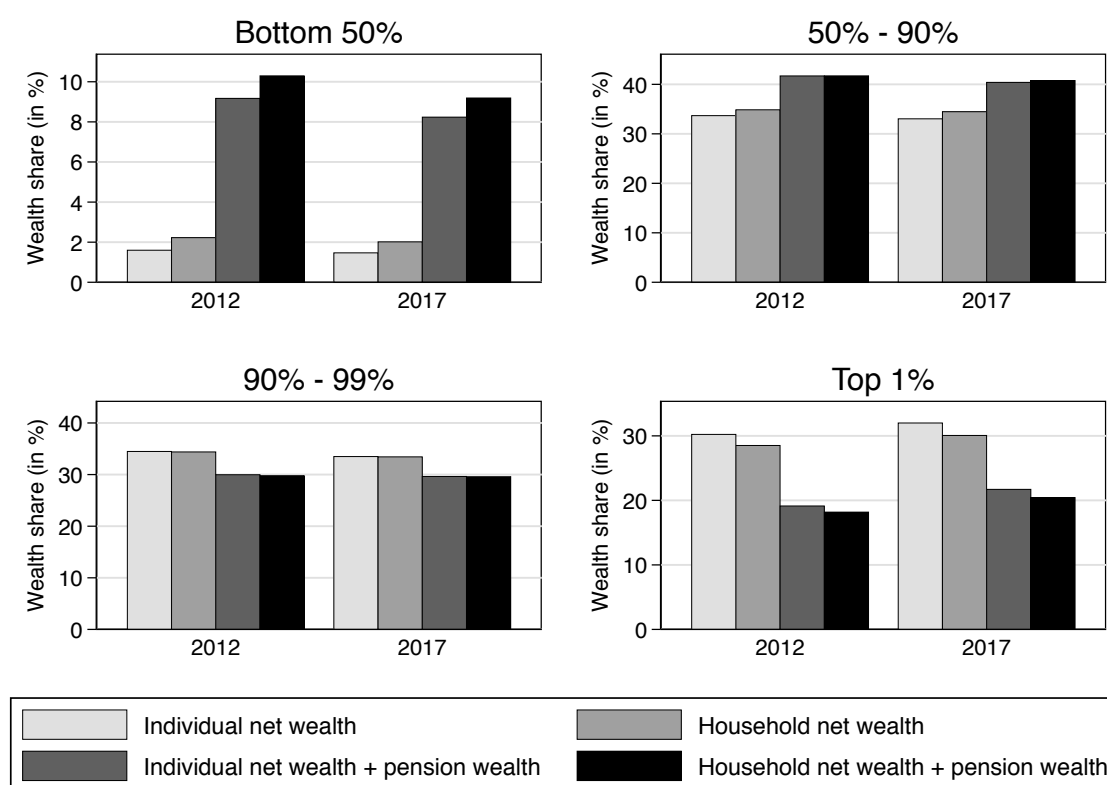 Bottom 50%
Wealth share (in %)
10
8
6
4
2
0
2012 2017
50% - 90%
Wealth share (in %)
40
30
20
10
0
2012 2017
90% - 99%
Wealth share (in %)
40
30
20
10
0
2012 2017
Top 1%
Wealth share (in %)
30
20
10
0
2012 2017
Individual net wealth
Household net wealth
Individual net wealth + pension wealth
Household net wealth + pension wealth